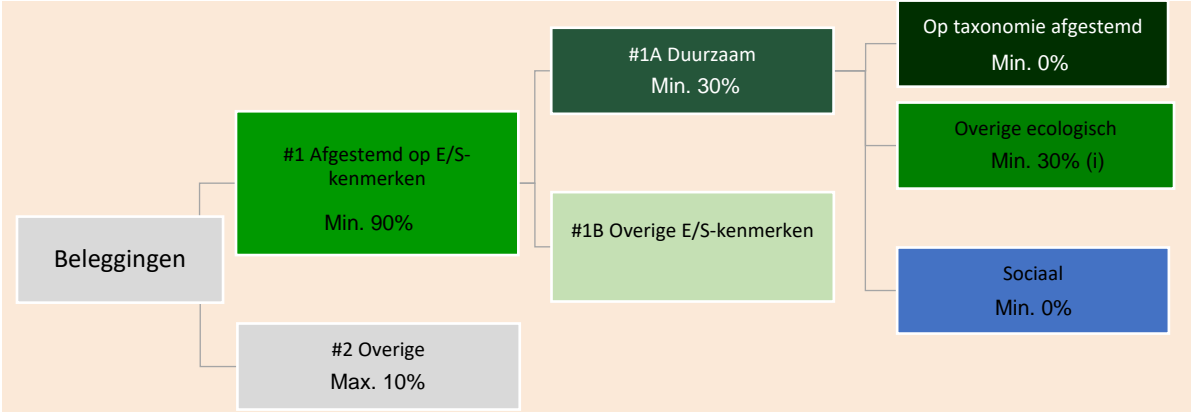 Beleggingen
#1 Afgestemd op E/S-
kenmerken
Min. 90%
#2 Overige
Max. 10%
#1A Duurzaam
Min. 30%
#1B Overige E/S-kenmerken
Op taxonomie afgestemd
Min. 0%
Overige ecologisch
Min. 30% (i)
Sociaal
Min. 0%